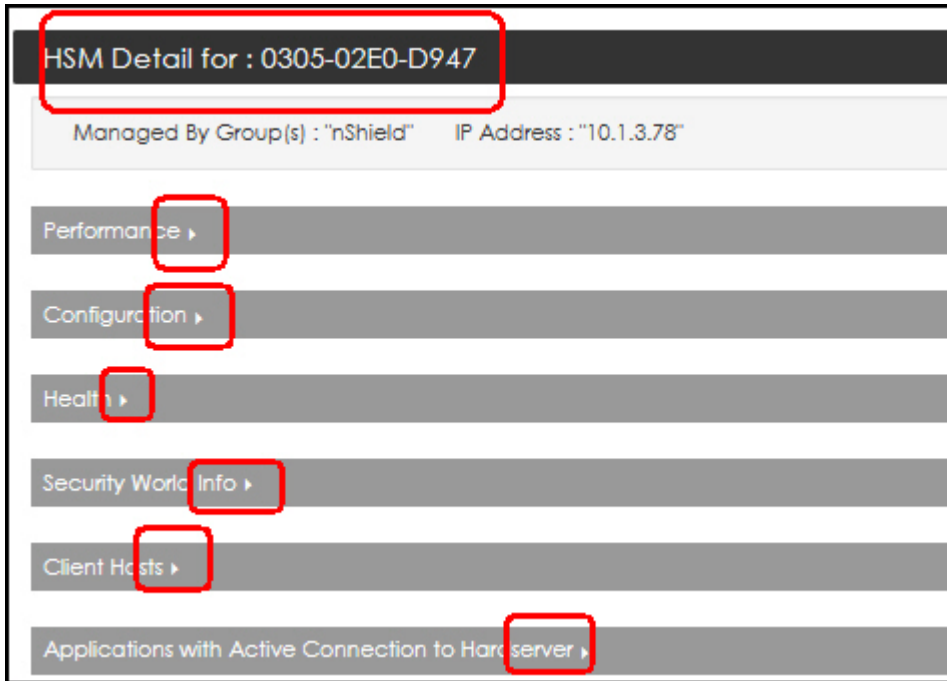 HSM Detail for : 0305-02E0-D947
Managed By Group(s) : "nShield" IP Address : "10.1.3.78"
Performance
Configuration
Health
Security World Info
Client Hosts
Applications with Active Connection to Hardserver